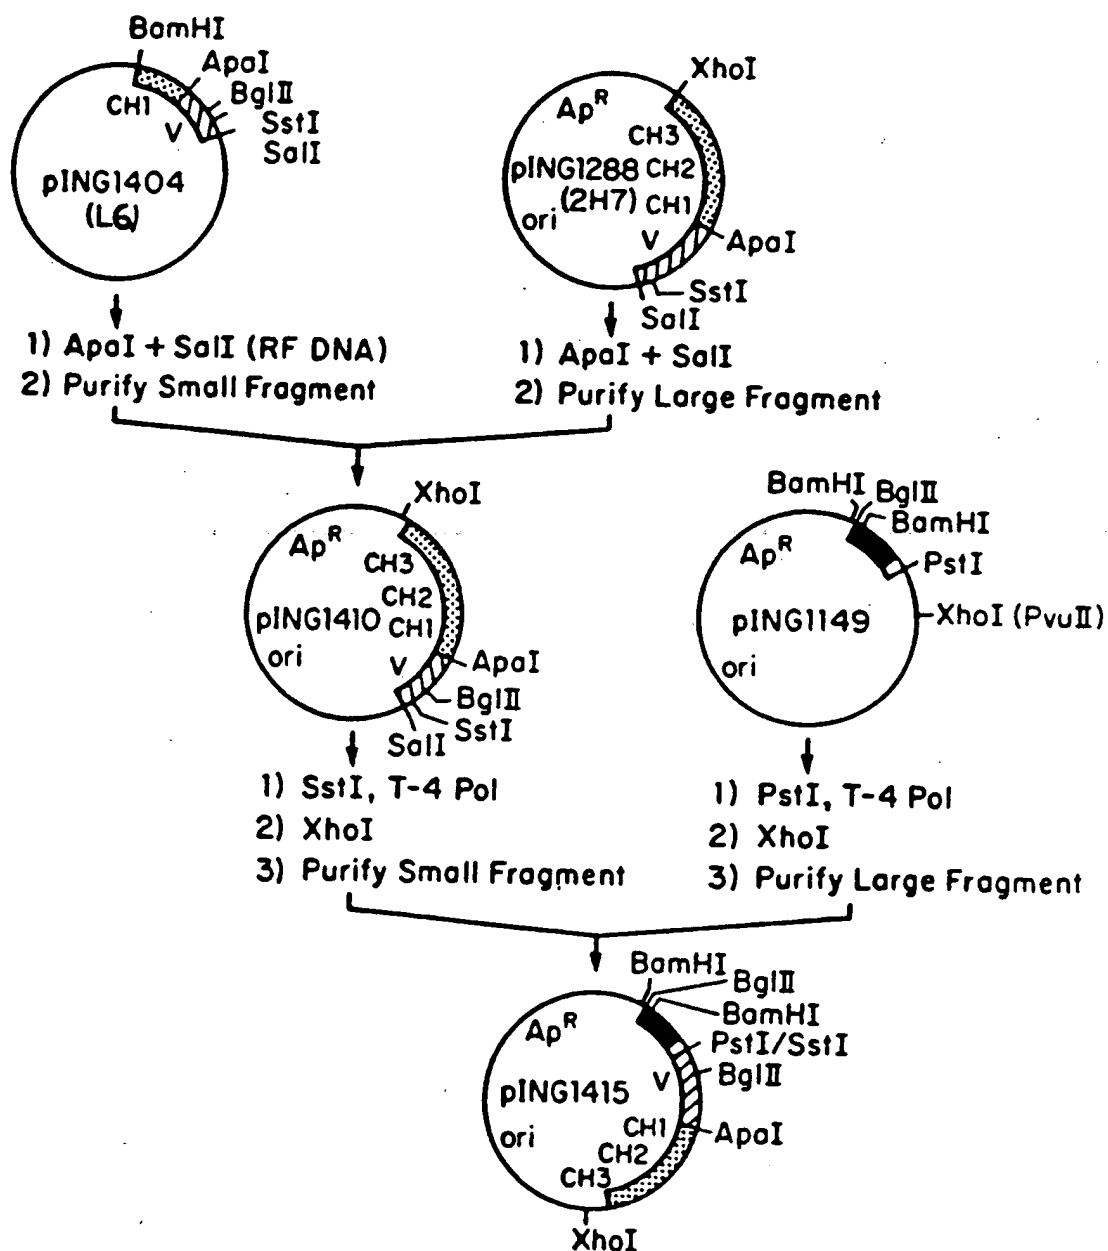 BamHI
ApaI
BglII
SstI
SalI
CH1
V
pING1404
(L6)
XhoI
Ap^R
CH3
pING1288 CH2
(2H7) CH1
ori
V
ApaI
SstI
SalI
1) ApaI + SalI (RF DNA)
2) Purify Small Fragment
1) ApaI + SalI
2) Purify Large Fragment
XhoI
Ap^R
CH3
CH2
pING1410 CH1
ori
V
ApaI
BglII
SstI
SalI
BamHI
BglII
BamHI
Ap^R
PstI
pING1149
XhoI (PvuII)
ori
1) SstI, T-4 Pol
2) XhoI
3) Purify Small Fragment
1) PstI, T-4 Pol
2) XhoI
3) Purify Large Fragment
BamHI
BglII
BamHI
Ap^R
PstI/SstI
V
BglII
pING1415
ori
CH1
ApaI
CH2
CH3
XhoI